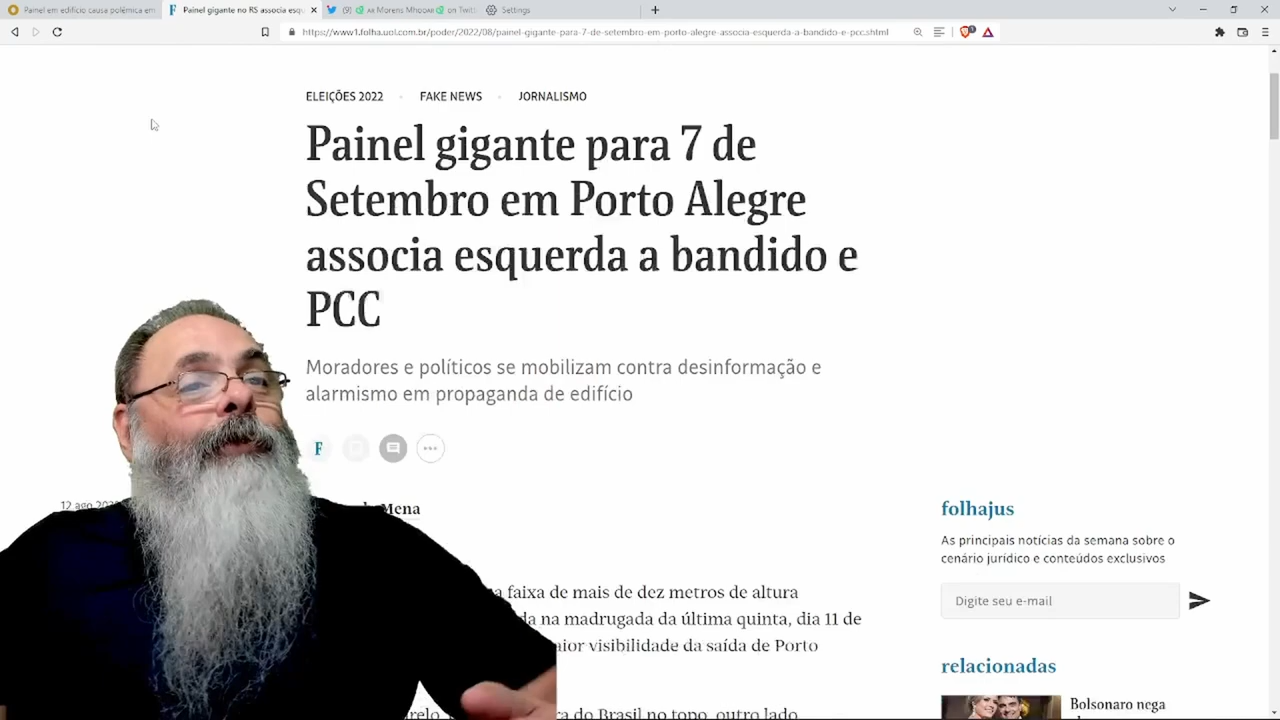 Painel em edifício causa polêmica em
Painel gigante no RS associa esqu
on Twitt
Settings
https://www1.folha.uol.com.br/poder/2022/08/painel-gigante-para-7-de-setembro-em-porto-alegre-associa-esquerda-a-bandido-e-pcc.shtml
ELEIÇÕES 2022
FAKE NEWS
JORNALISMO
Painel gigante para 7 de
Setembro em Porto Alegre
associa esquerda a bandido e
PCC
Moradores e políticos se mobilizam contra desinformação e
alarmismo em propaganda de edifício
F
12 ago
Mena
faixa de mais de dez metros de altura
na madrugada da última quinta, dia 11 de
visibilidade da saída de Porto
do Brasil no topo, outro lado
folhajus
As principais notícias da semana sobre o
cenário jurídico e conteúdos exclusivos
Digite seu e-mail
relacionadas
Bolsonaro nega